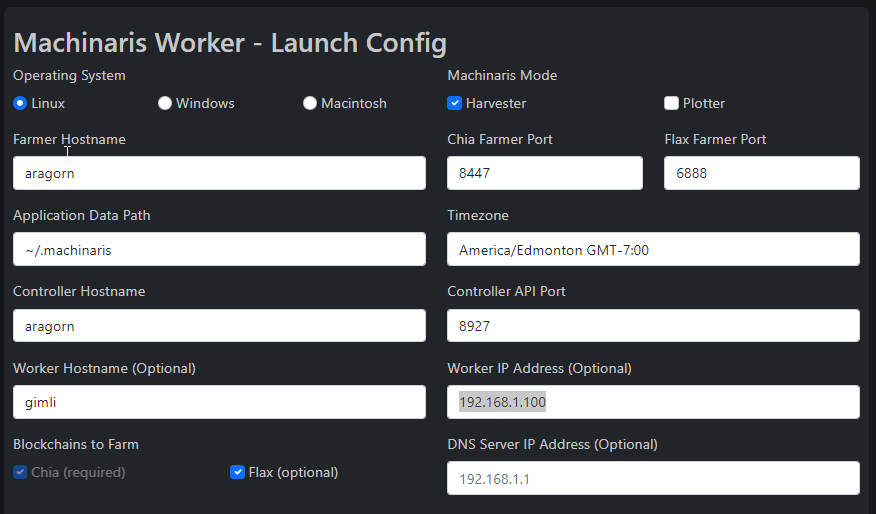 Machinaris Worker - Launch Config
Operating System
Machinaris Mode
Linux
Windows
Macintosh
Harvester
Plotter
Farmer Hostname
Chia Farmer Port
Flax Farmer Port
aragorn
8447
6888
Application Data Path
Timezone
~/.machinaris
America/Edmonton GMT-7:00
Controller Hostname
Controller API Port
aragorn
8927
Worker Hostname (Optional)
Worker IP Address (Optional)
gimli
192.168.1.100
Blockchains to Farm
DNS Server IP Address (Optional)
Chia (required)
Flax (optional)
192.168.1.1